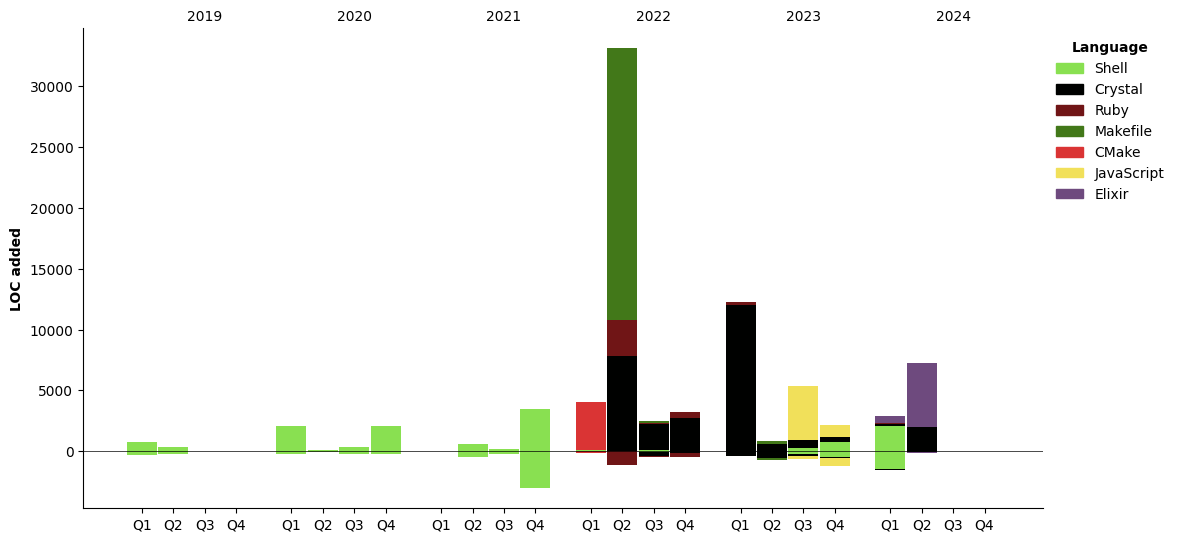 2019 2020 2021 2022 2023 2024
Language
Shell
Crystal
Ruby
Makefile
CMake
JavaScript
Elixir
LOC added
30000
25000
20000
15000
10000
5000
0
Q1 Q2 Q3 Q4 Q1 Q2 Q3 Q4 Q1 Q2 Q3 Q4 Q1 Q2 Q3 Q4 Q1 Q2 Q3 Q4 Q1 Q2 Q3 Q4